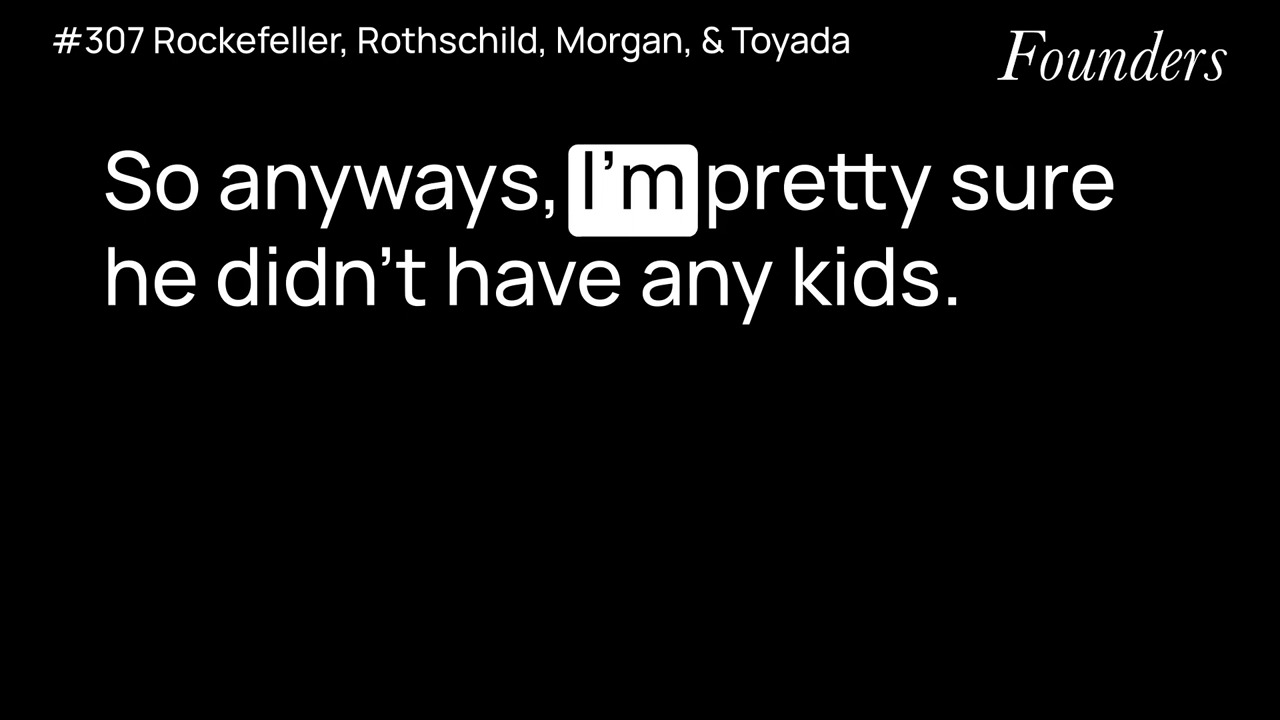 #307 Rockefeller, Rothschild, Morgan, & Toyada
Founders
So anyways, I’m pretty sure
he didn’t have any kids.